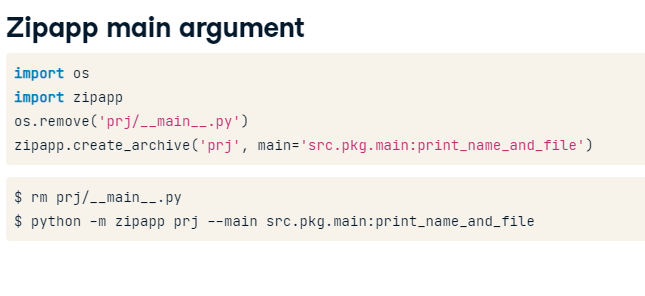 Zipapp main argument
import os
import zipapp
os.remove('prj/__main__.py')
zipapp.create_archive('prj', main='src.pkg.main:print_name_and_file')
$ rm prj/__main__.py
$ python -m zipapp prj --main src.pkg.main:print_name_and_file